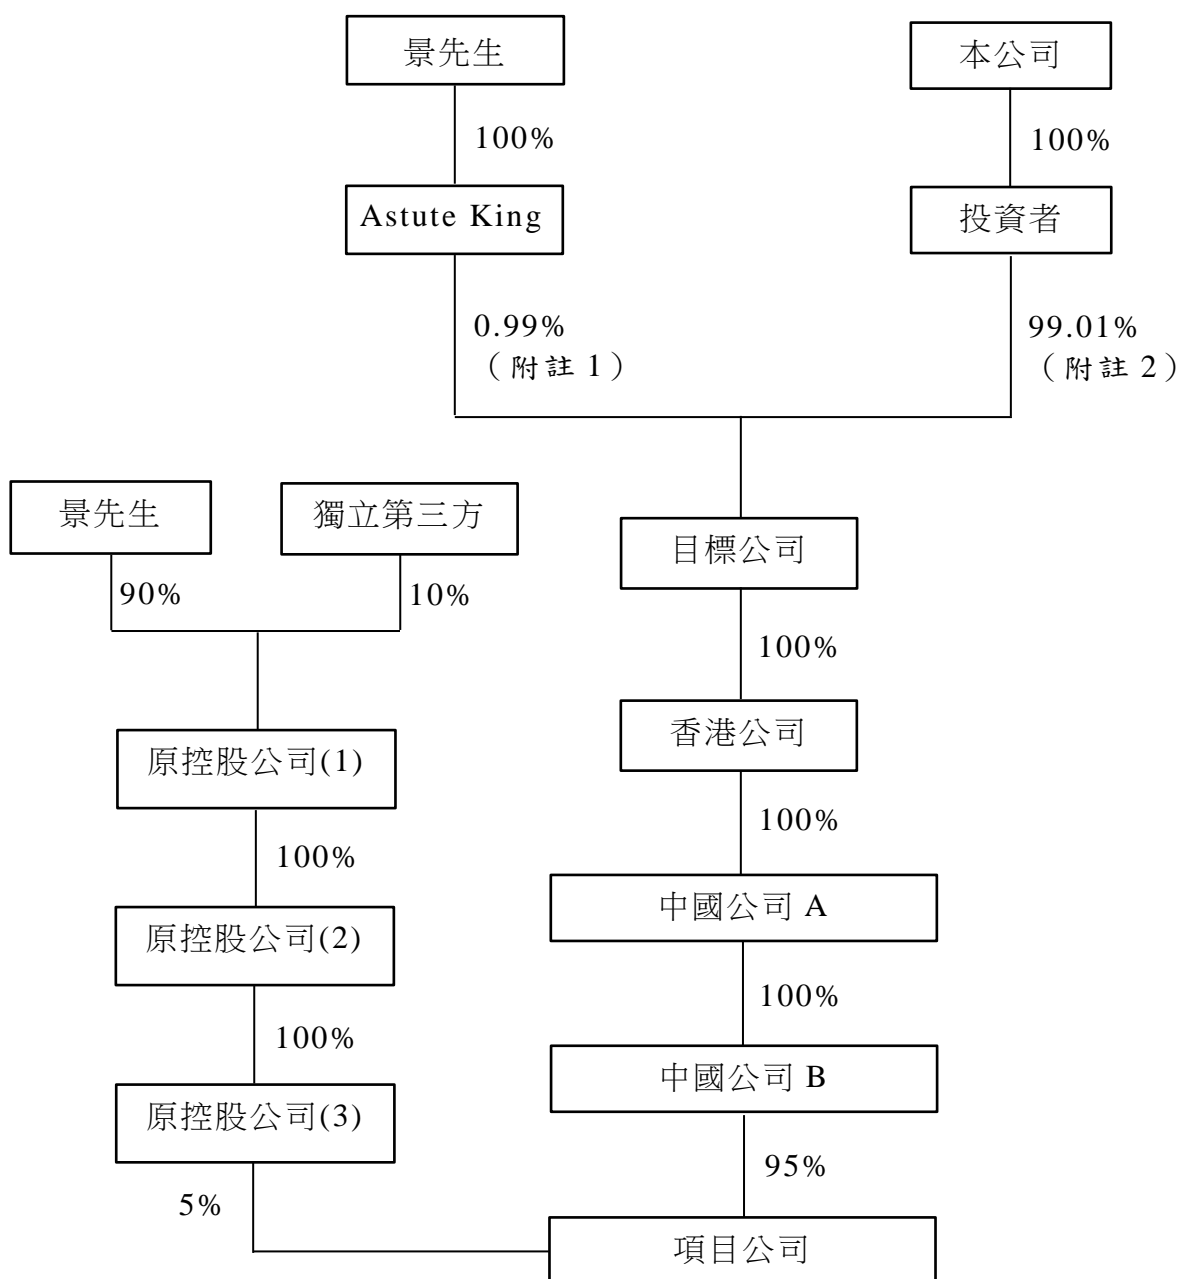 景先生
本公司
100%
100%
Astute King
投資者
0.99%
（附註 1）
99.01%
（附註 2）
景先生
獨立第三方
目標公司
90%
10%
100%
香港公司
原控股公司(1)
100%
100%
中國公司 A
原控股公司(2)
100%
100%
中國公司 B
原控股公司(3)
95%
5%
項目公司